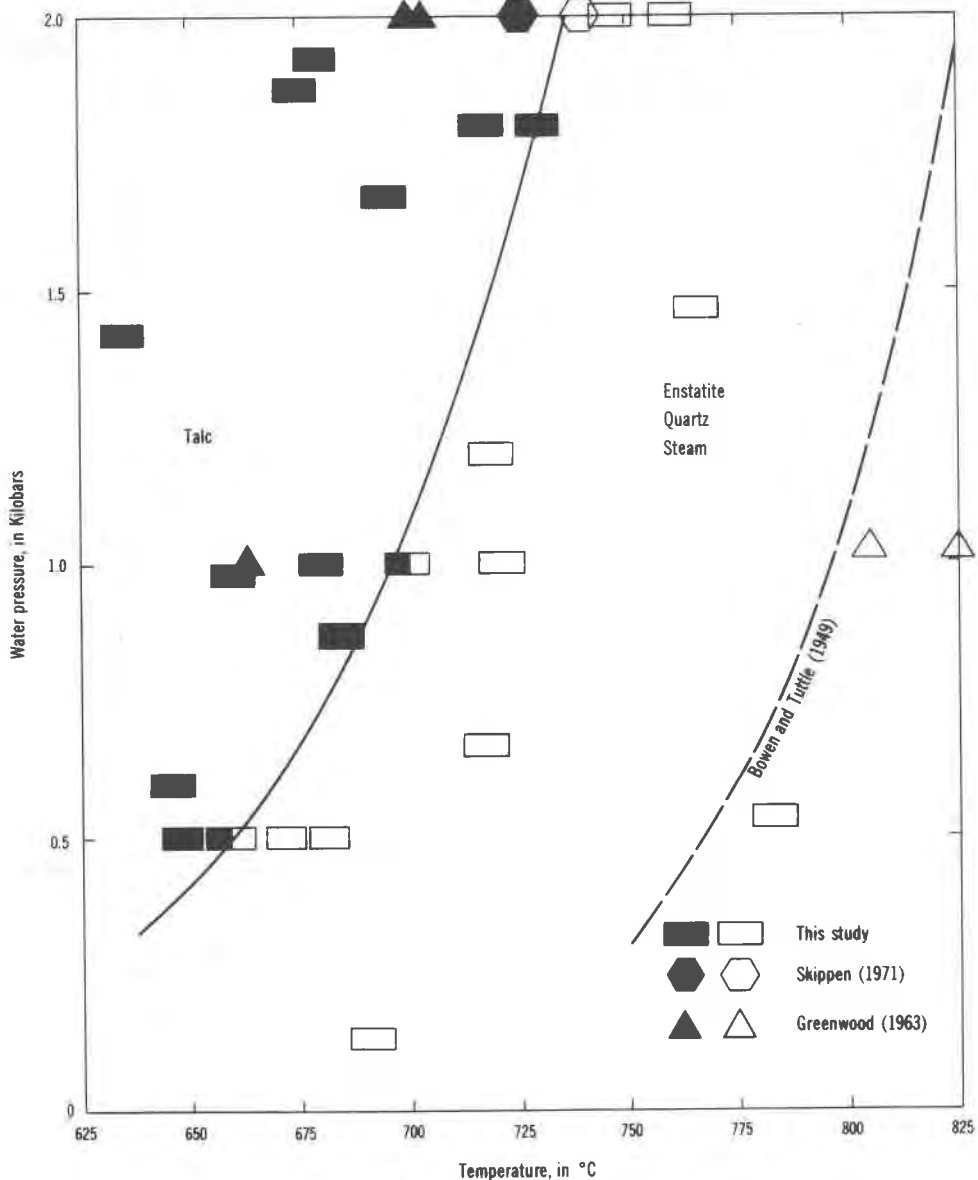 2.0
1.5
1.0
0.5
0
Water pressure, in Kilobars
Talc
Enstatite
Quartz
Steam
Bowen and Tuttle (1949)
This study
Skippen (1971)
Greenwood (1963)
625
650
675
700
725
750
745
800
825
Temperature, in °C